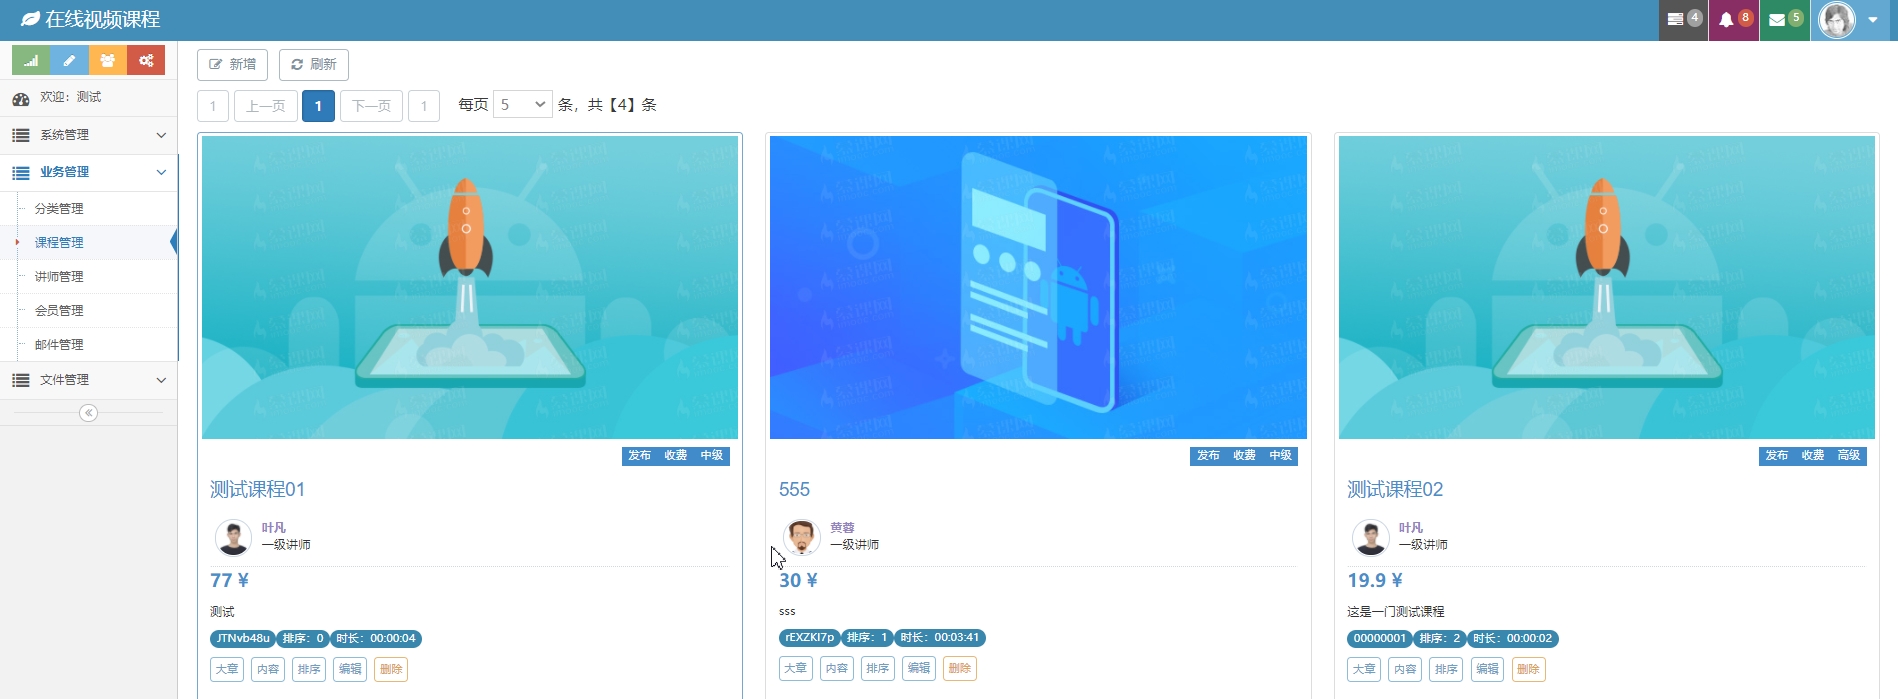 在线视频课程 4 8 5
新增 刷新
欢迎：测试
1 上一页 1 下一页 1 每页 5 条，共【4】条
系统管理
业务管理
分类管理
课程管理
讲师管理
会员管理
邮件管理
文件管理
发布 收费 中级
测试课程01
叶凡
一级讲师
77 ¥
测试
JTNvb48u 排序：0 时长：00:00:04
大章 内容 排序 编辑 删除
发布 收费 中级
555
黄蓉
一级讲师
30 ¥
sss
rEXZKI7p 排序：1 时长：00:03:41
大章 内容 排序 编辑 删除
发布 收费 高级
测试课程02
叶凡
一级讲师
19.9 ¥
这是一门测试课程
00000001 排序：2 时长：00:00:02
大章 内容 排序 编辑 删除